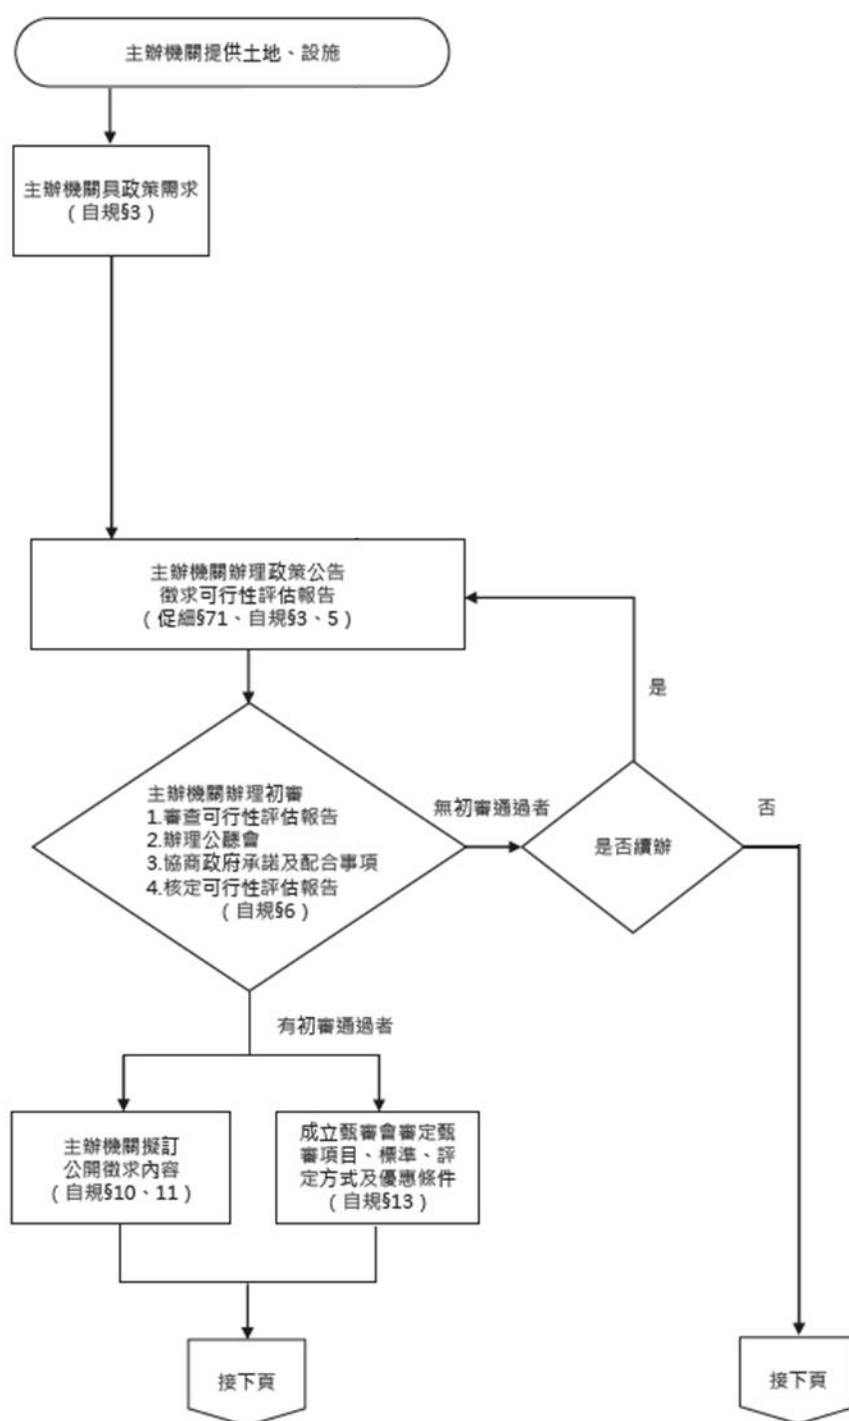 主辦機關提供土地、設施
主辦機關具政策需求
（自規§3）
主辦機關辦理政策公告
徵求可行性評估報告
（促細§71、自規§3、5）
是
主辦機關辦理初審
1.審查可行性評估報告
2.辦理公聽會
3.協商政府承諾及配合事項
4.核定可行性評估報告
（自規§6）
無初審通過者
是否續辦
否
有初審通過者
主辦機關擬訂
公開徵求內容
（自規§10、11）
成立甄審會審定甄
審項目、標準、評
定方式及優惠條件
（自規§13）
接下頁
接下頁